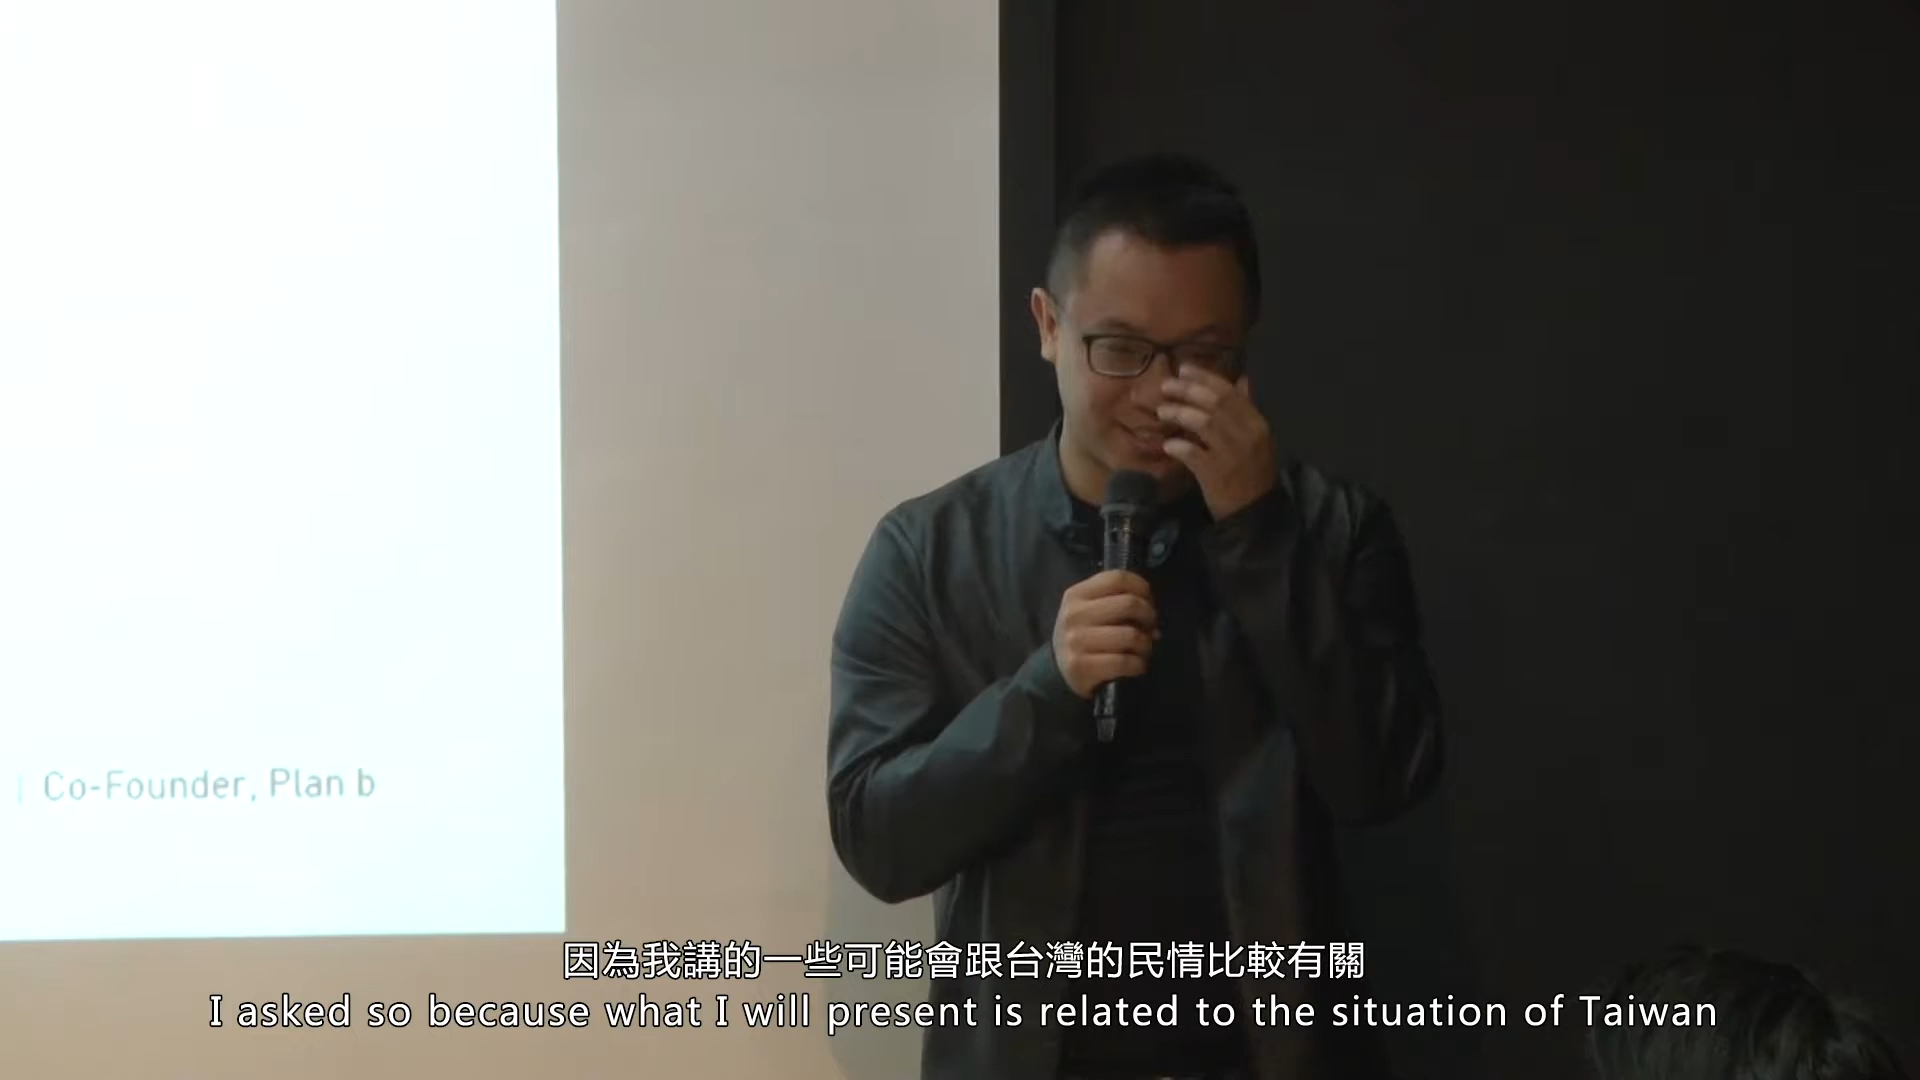 | Co-Founder, Plan b
因為我講的一些可能會跟台灣的民情比較有關
I asked so because what I will present is related to the situation of Taiwan